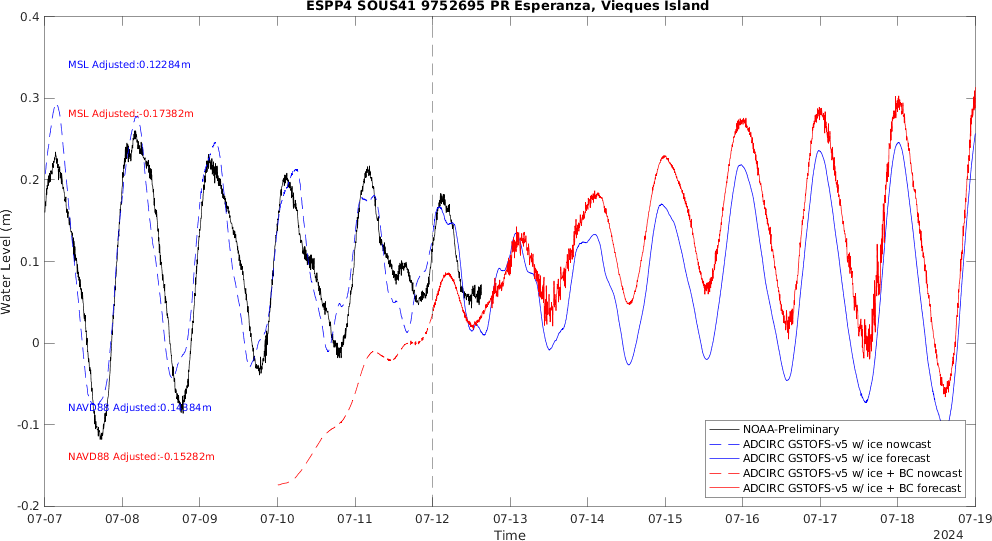 ESPP4 SOUS41 9752695 PR Esperanza, Vieques Island
0.4
0.3
0.2
0.1
0
-0.1
-0.2
Water Level (m)
MSL Adjusted:0.12284m
MSL Adjusted:-0.17382m
NAVD88 Adjusted:0.14384m
NAVD88 Adjusted:-0.15282m
NOAA-Preliminary
ADCIRC GSTOFS-v5 w/ ice nowcast
ADCIRC GSTOFS-v5 w/ ice forecast
ADCIRC GSTOFS-v5 w/ ice + BC nowcast
ADCIRC GSTOFS-v5 w/ ice + BC forecast
07-07 07-08 07-09 07-10 07-11 07-12 07-13 07-14 07-15 07-16 07-17 07-18 07-19
Time
2024